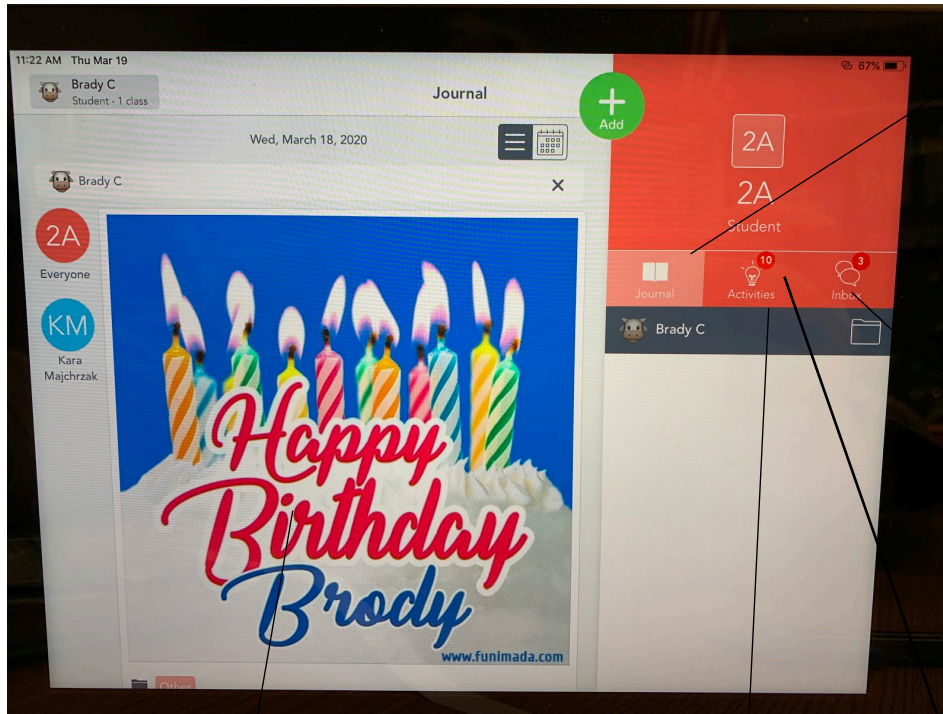 11:22 AM Thu Mar 19
67%
Brady C
Student - 1 class
Journal
Add
Wed, March 18, 2020
Brady C
2A
Everyone
KM
Kara
Majchrzak
Happy
Birthday
Brody
www.funimada.com
Other
2A
2A
Student
Journal
10
Activities
3
Inbox
Brady C